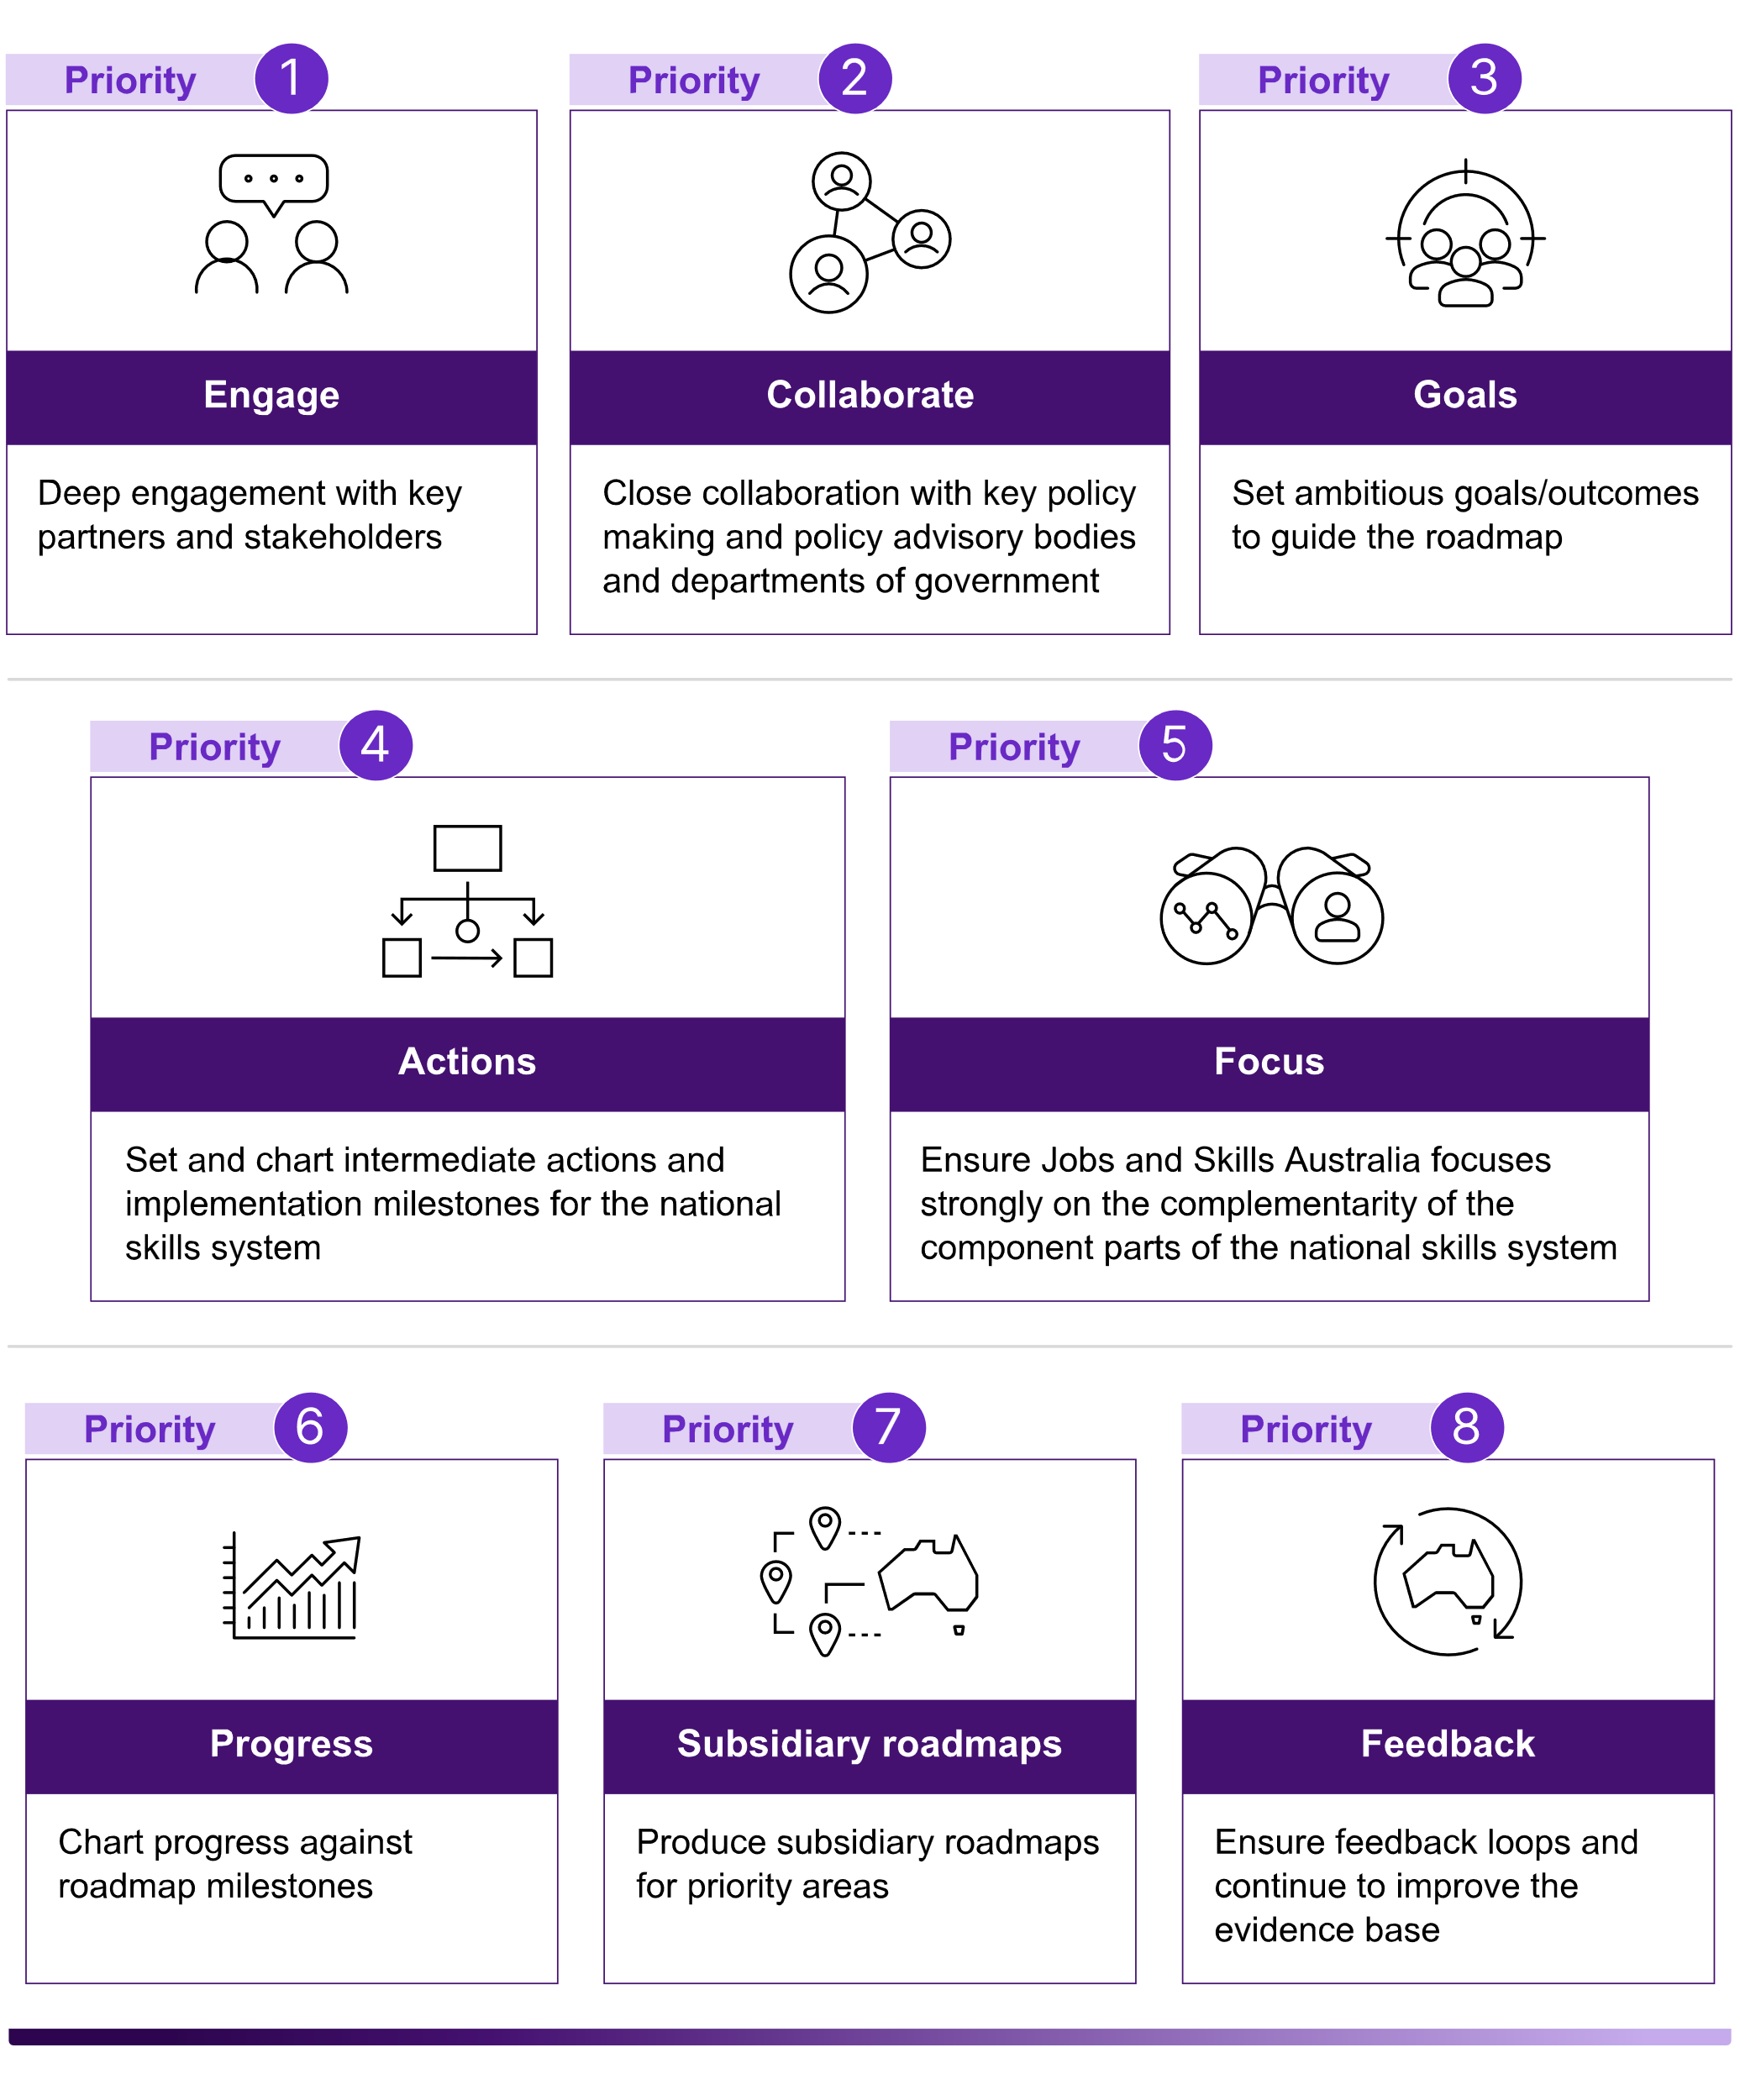 Priority 1
Priority 2
Priority 3
Engage
Collaborate
Goals
Deep engagement with key
partners and stakeholders
Close collaboration with key policy
making and policy advisory bodies
and departments of government
Set ambitious goals/outcomes
to guide the roadmap
Priority 4
Priority 5
Actions
Focus
Set and chart intermediate actions and
implementation milestones for the national
skills system
Ensure Jobs and Skills Australia focuses
strongly on the complementarity of the
component parts of the national skills system
Priority 6
Priority 7
Priority 8
Progress
Subsidiary roadmaps
Feedback
Chart progress against
roadmap milestones
Produce subsidiary roadmaps
for priority areas
Ensure feedback loops and
continue to improve the
evidence base